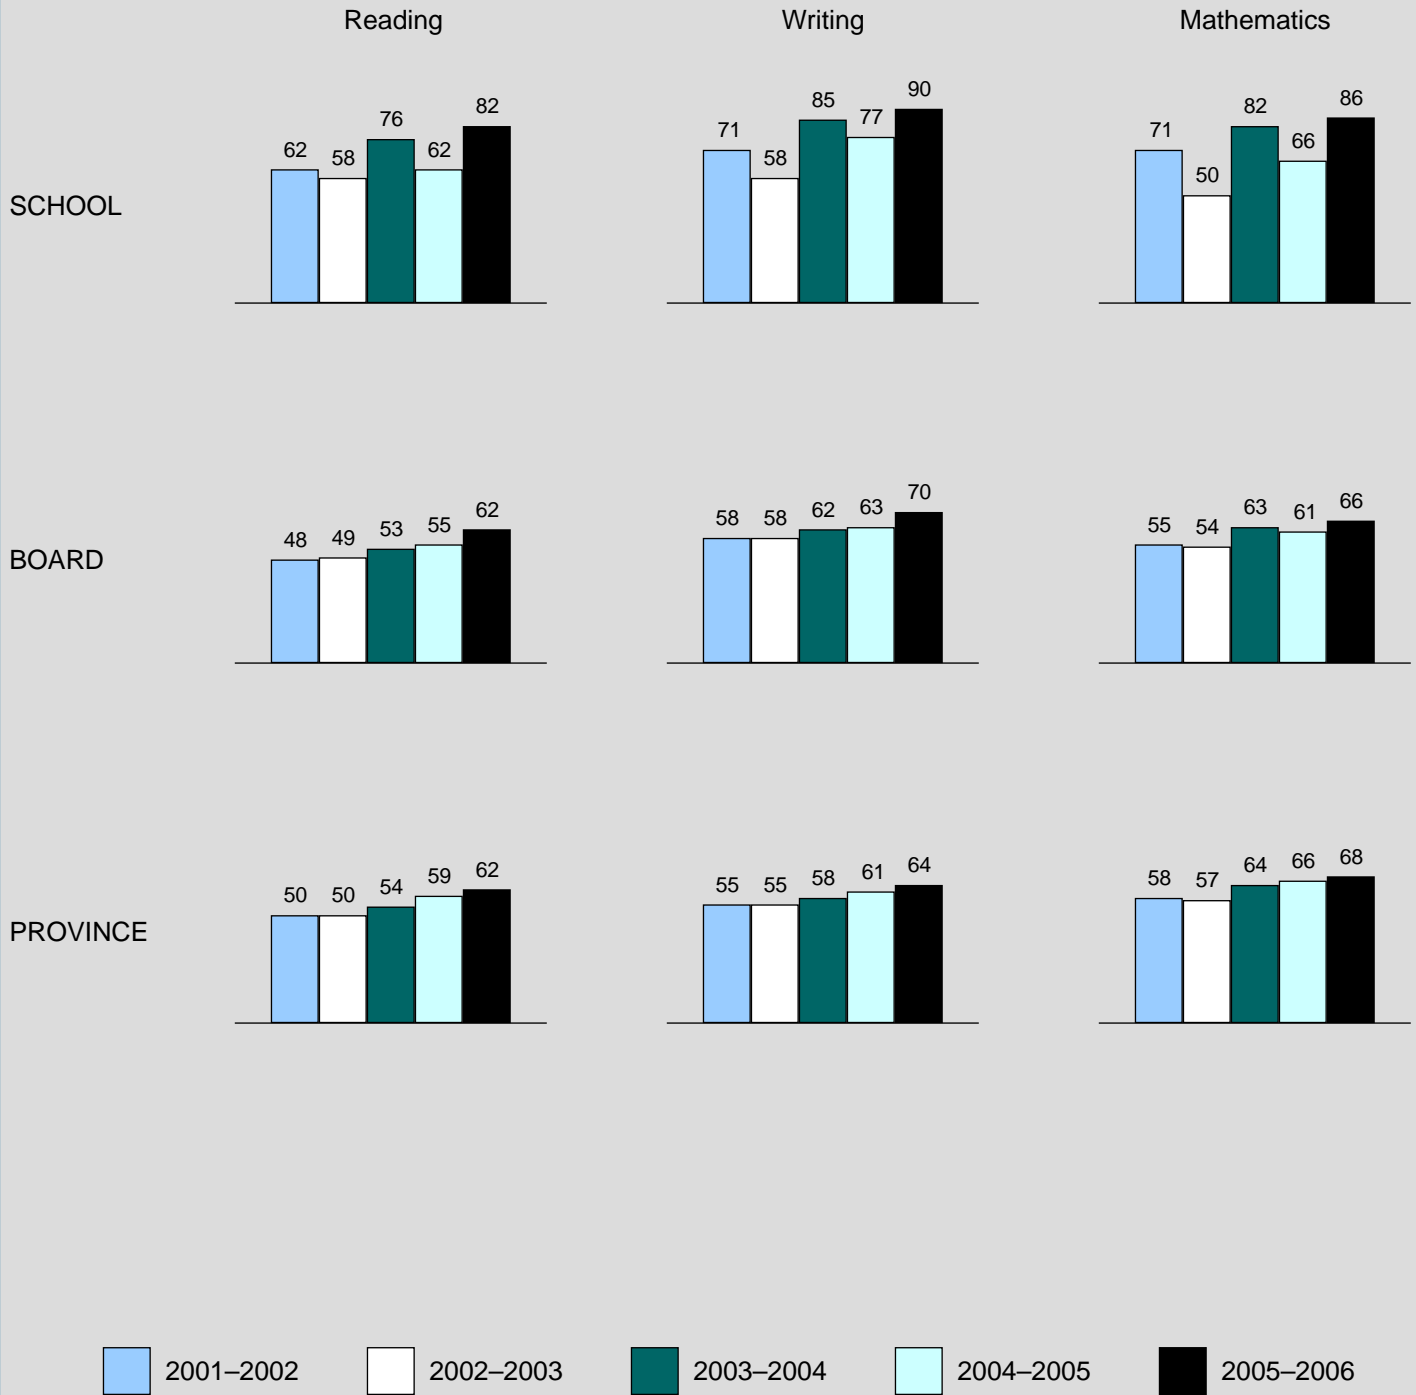 Reading Writing Mathematics
62 58 76 62 82 71 58 85 77 90 71 50 82 66 86
SCHOOL
48 49 53 55 62 58 58 62 63 70 55 54 63 61 66
BOARD
50 50 54 59 62 55 55 58 61 64 58 57 64 66 68
PROVINCE
2001–2002 2002–2003 2003–2004 2004–2005 2005–2006